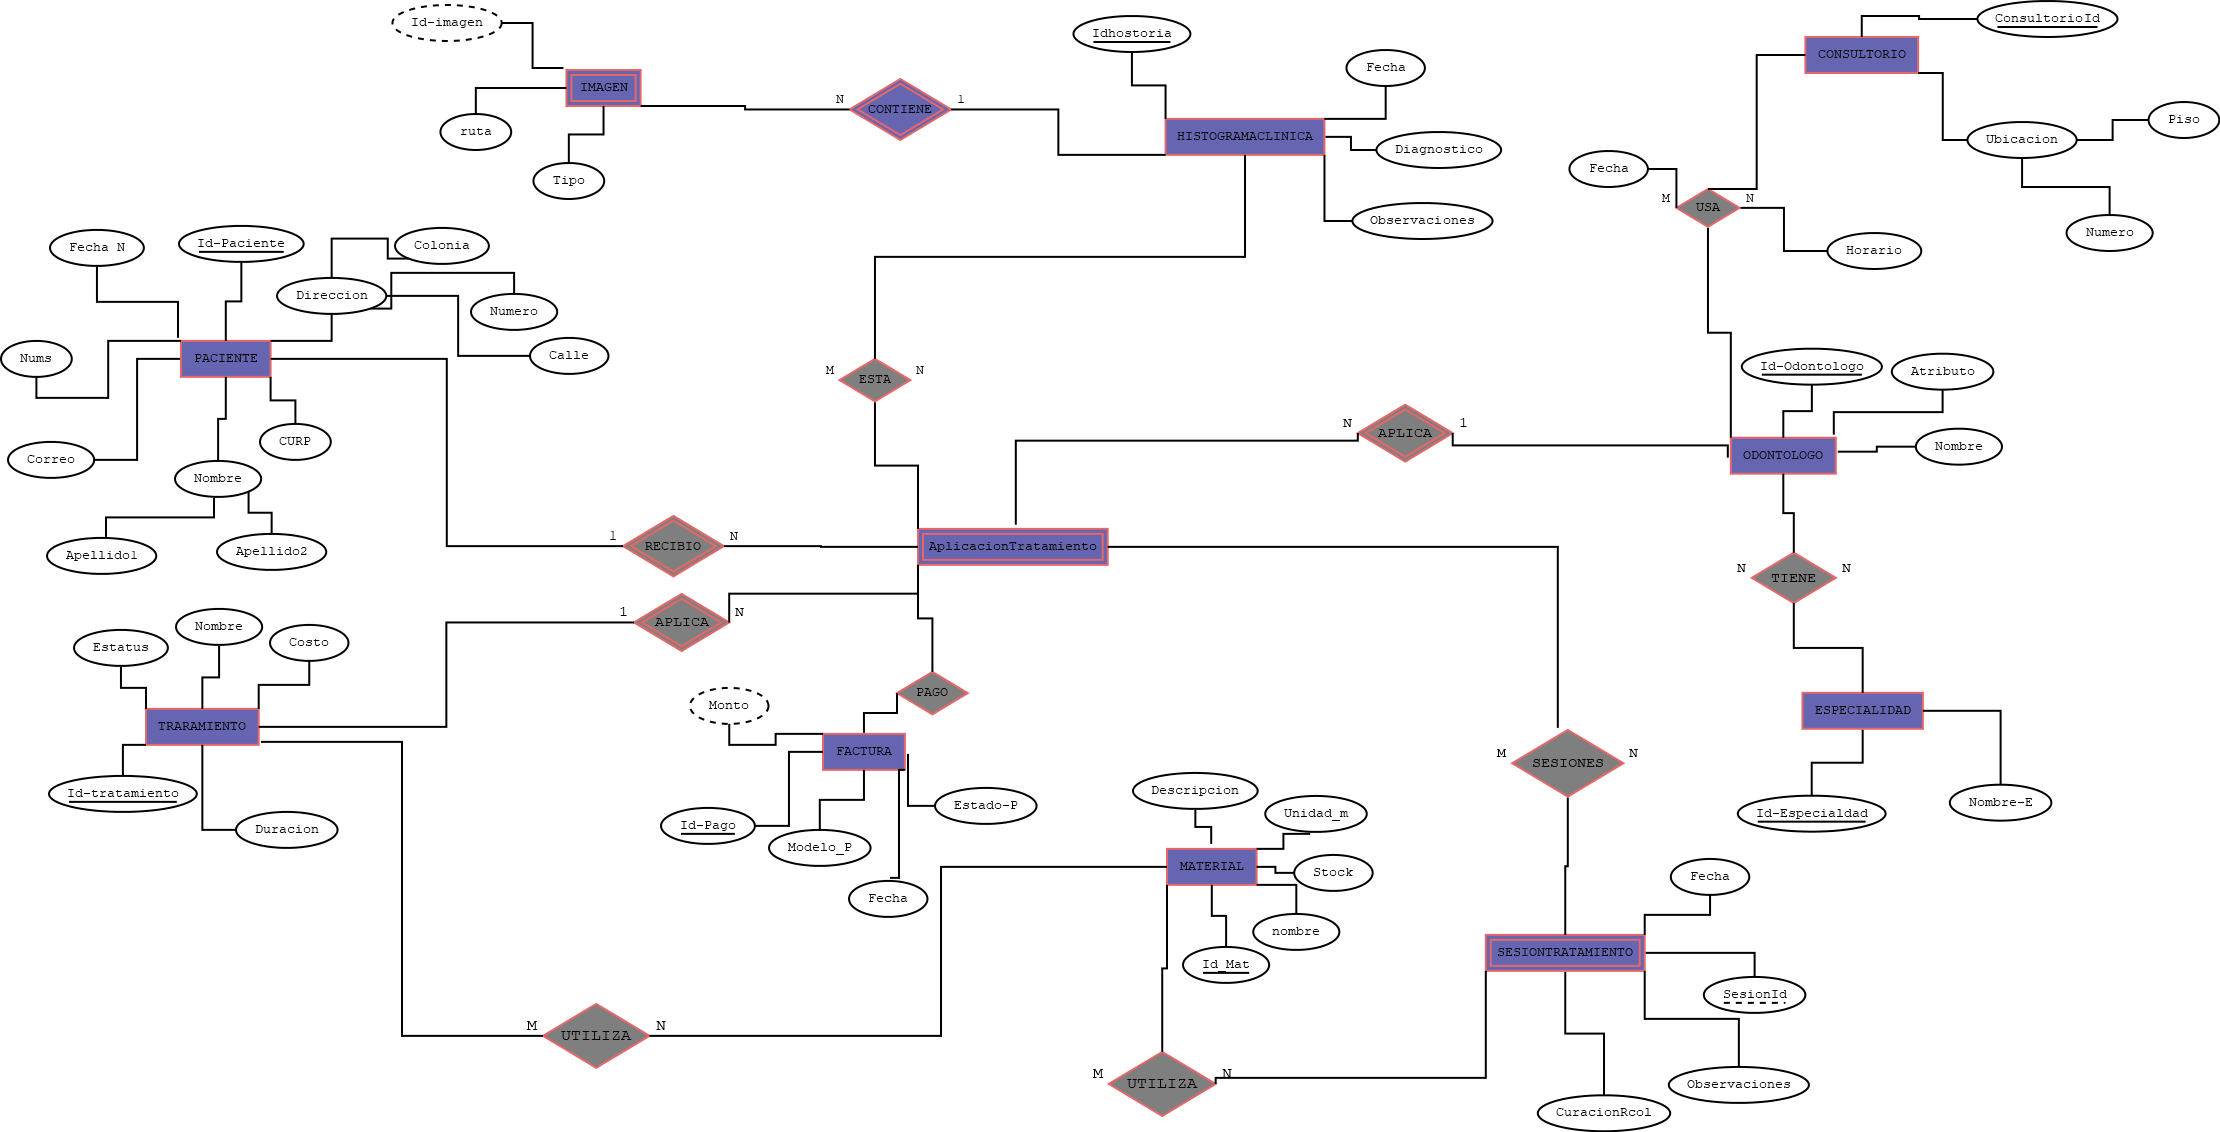 Id-imagen
IMAGEN
ruta
Tipo
N
CONTIENE
1
Idhostoria
Fecha
HISTOGRAMACLINICA
Diagnostico
Observaciones
ConsultorioId
CONSULTORIO
Piso
Ubicacion
Numero
Fecha
M
USA
N
Horario
Fecha N
Id-Paciente
Colonia
Direccion
Numero
Calle
Nums
PACIENTE
Correo
CURP
Nombre
Apellido1
Apellido2
M
ESTA
N
N
APLICA
1
Id-Odontologo
Atributo
ODONTOLOGO
Nombre
1
RECIBIO
N
AplicacionTratamiento
N
TIENE
N
1
APLICA
N
Estatus
Nombre
Costo
TRARAMIENTO
Id-tratamiento
Duracion
PAGO
Monto
FACTURA
Id-Pago
Modelo_P
Estado-P
Fecha
M
SESIONES
N
ESPECIALIDAD
Id-Especialdad
Nombre-E
Descripcion
Unidad_m
MATERIAL
Stock
nombre
Id_Mat
Fecha
SESIONTRATAMIENTO
SesionId
Observaciones
CuracionRcol
M
UTILIZA
N
M
UTILIZA
N